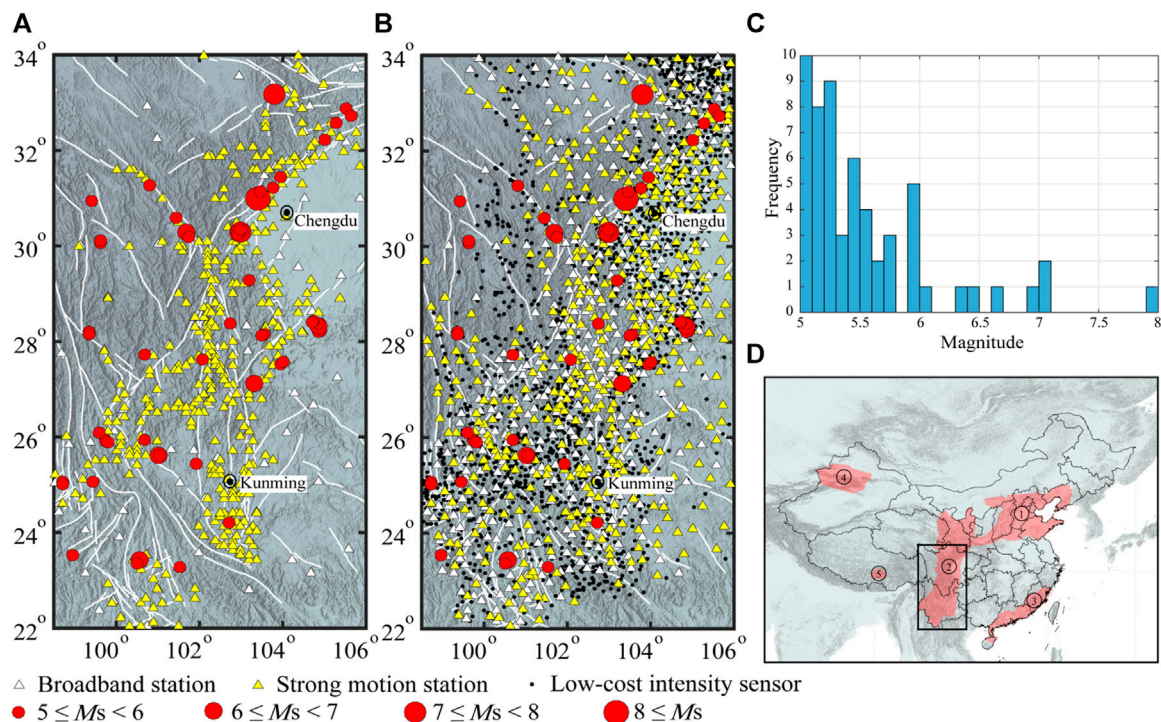 A
34°
32°
31°
30°
28°
26°
24°
22°
100° 102° 104° 106°
Chengdu
Kunming
B
34°
32°
31°
30°
28°
26°
24°
22°
100° 102° 104° 106°
Chengdu
Kunming
C
Frequency
10
9
8
7
6
5
4
3
2
1
0
5 5.5 6 6.5 7 7.5 8
Magnitude
D
④
①
②
⑤
③
Broadband station Strong motion station Low-cost intensity sensor
5 ≤ Ms < 6 6 ≤ Ms < 7 7 ≤ Ms < 8 8 ≤ Ms